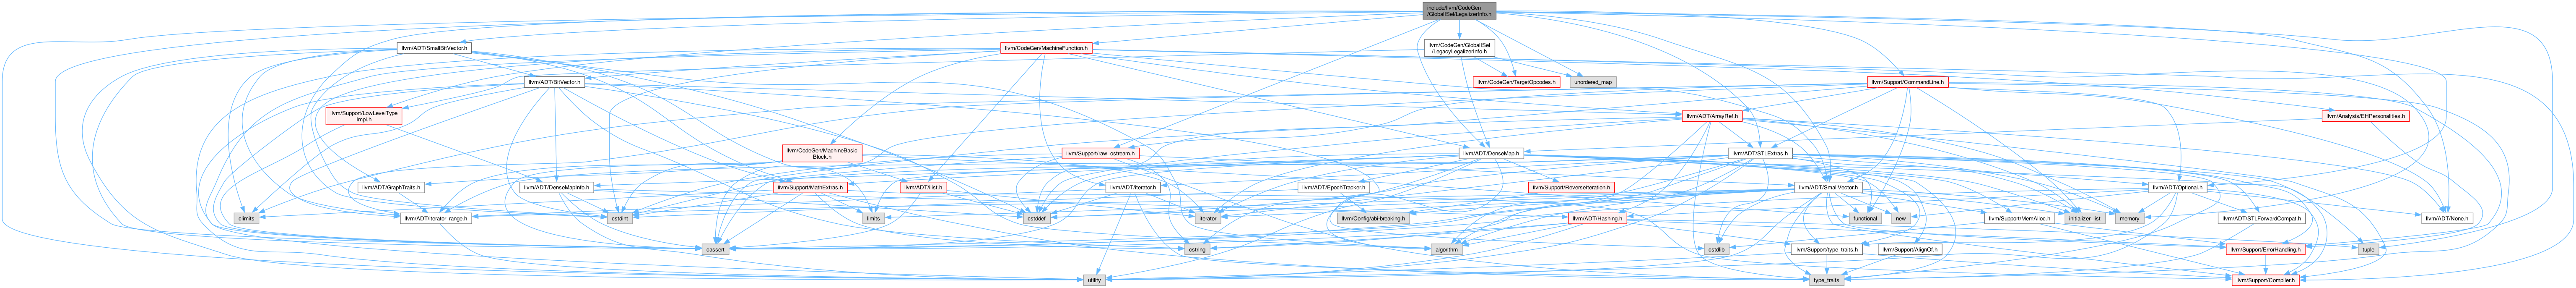 include/llvm/CodeGen
/GlobalISel/LegalizerInfo.h
llvm/ADT/SmallBitVector.h
llvm/CodeGen/MachineFunction.h
llvm/CodeGen/GlobalISel
/LegacyLegalizerInfo.h
llvm/ADT/BitVector.h
llvm/CodeGen/TargetOpcodes.h
unordered_map
llvm/Support/CommandLine.h
llvm/Support/LowLevelType
Impl.h
llvm/ADT/ArrayRef.h
llvm/Analysis/EHPersonalities.h
llvm/CodeGen/MachineBasic
Block.h
llvm/Support/raw_ostream.h
llvm/ADT/DenseMap.h
llvm/ADT/STLExtras.h
llvm/ADT/GraphTraits.h
llvm/ADT/DenseMapInfo.h
llvm/Support/MathExtras.h
llvm/ADT/ilist.h
llvm/ADT/iterator.h
llvm/ADT/EpochTracker.h
llvm/Support/ReverseIteration.h
llvm/ADT/SmallVector.h
llvm/ADT/Optional.h
climits
llvm/ADT/iterator_range.h
cstdint
limits
cstddef
iterator
llvm/Config/abi-breaking.h
llvm/ADT/Hashing.h
functional
new
llvm/Support/MemAlloc.h
initializer_list
memory
llvm/ADT/STLForwardCompat.h
llvm/ADT/None.h
cassert
cstring
algorithm
cstdlib
llvm/Support/type_traits.h
llvm/Support/AlignOf.h
llvm/Support/ErrorHandling.h
tuple
utility
type_traits
llvm/Support/Compiler.h